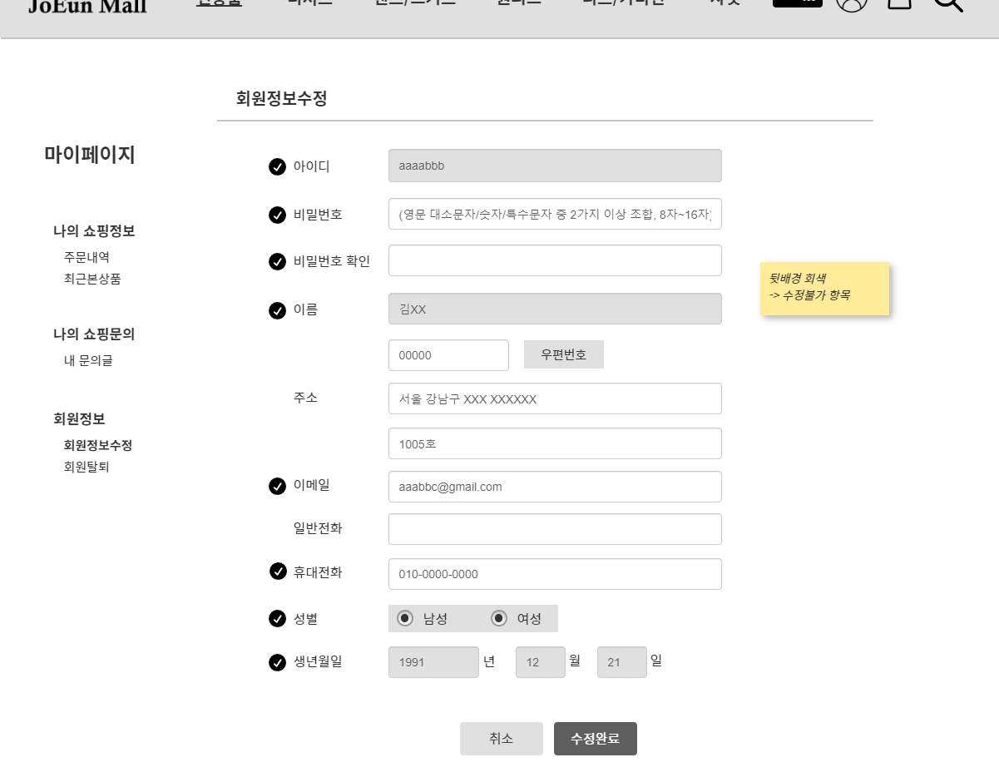 JoEun Mall
회원정보수정
마이페이지
나의 쇼핑정보
주문내역
최근본상품
나의 쇼핑문의
내 문의글
회원정보
회원정보수정
회원탈퇴
아이디
aaaabbb
비밀번호
(영문 대소문자/숫자/특수문자 중 2가지 이상 조합, 8자~16자)
비밀번호 확인
이름
김XX
00000
우편번호
주소
서울 강남구 XXX XXXXXX
1005호
이메일
aaabbc@gmail.com
일반전화
휴대전화
010-0000-0000
성별
남성 여성
생년월일
1991 년 12 월 21 일
뒷배경 회색
-> 수정불가 항목
취소 수정완료